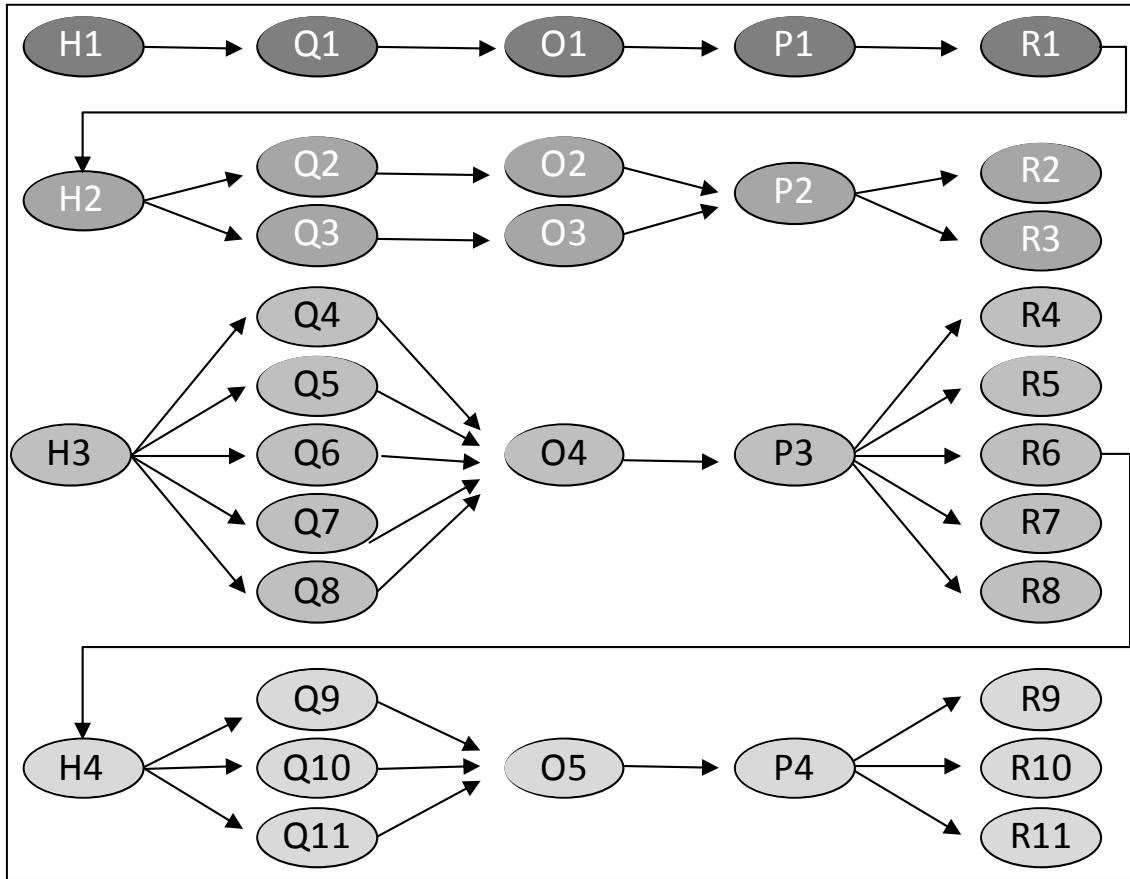 H1 Q1 O1 P1 R1
Q2 O2 P2 R2
H2
Q3 O3 R3
Q4 R4
Q5 R5
H3 Q6 O4 P3 R6
Q7 R7
Q8 R8
Q9 R9
H4 Q10 O5 P4 R10
Q11 R11